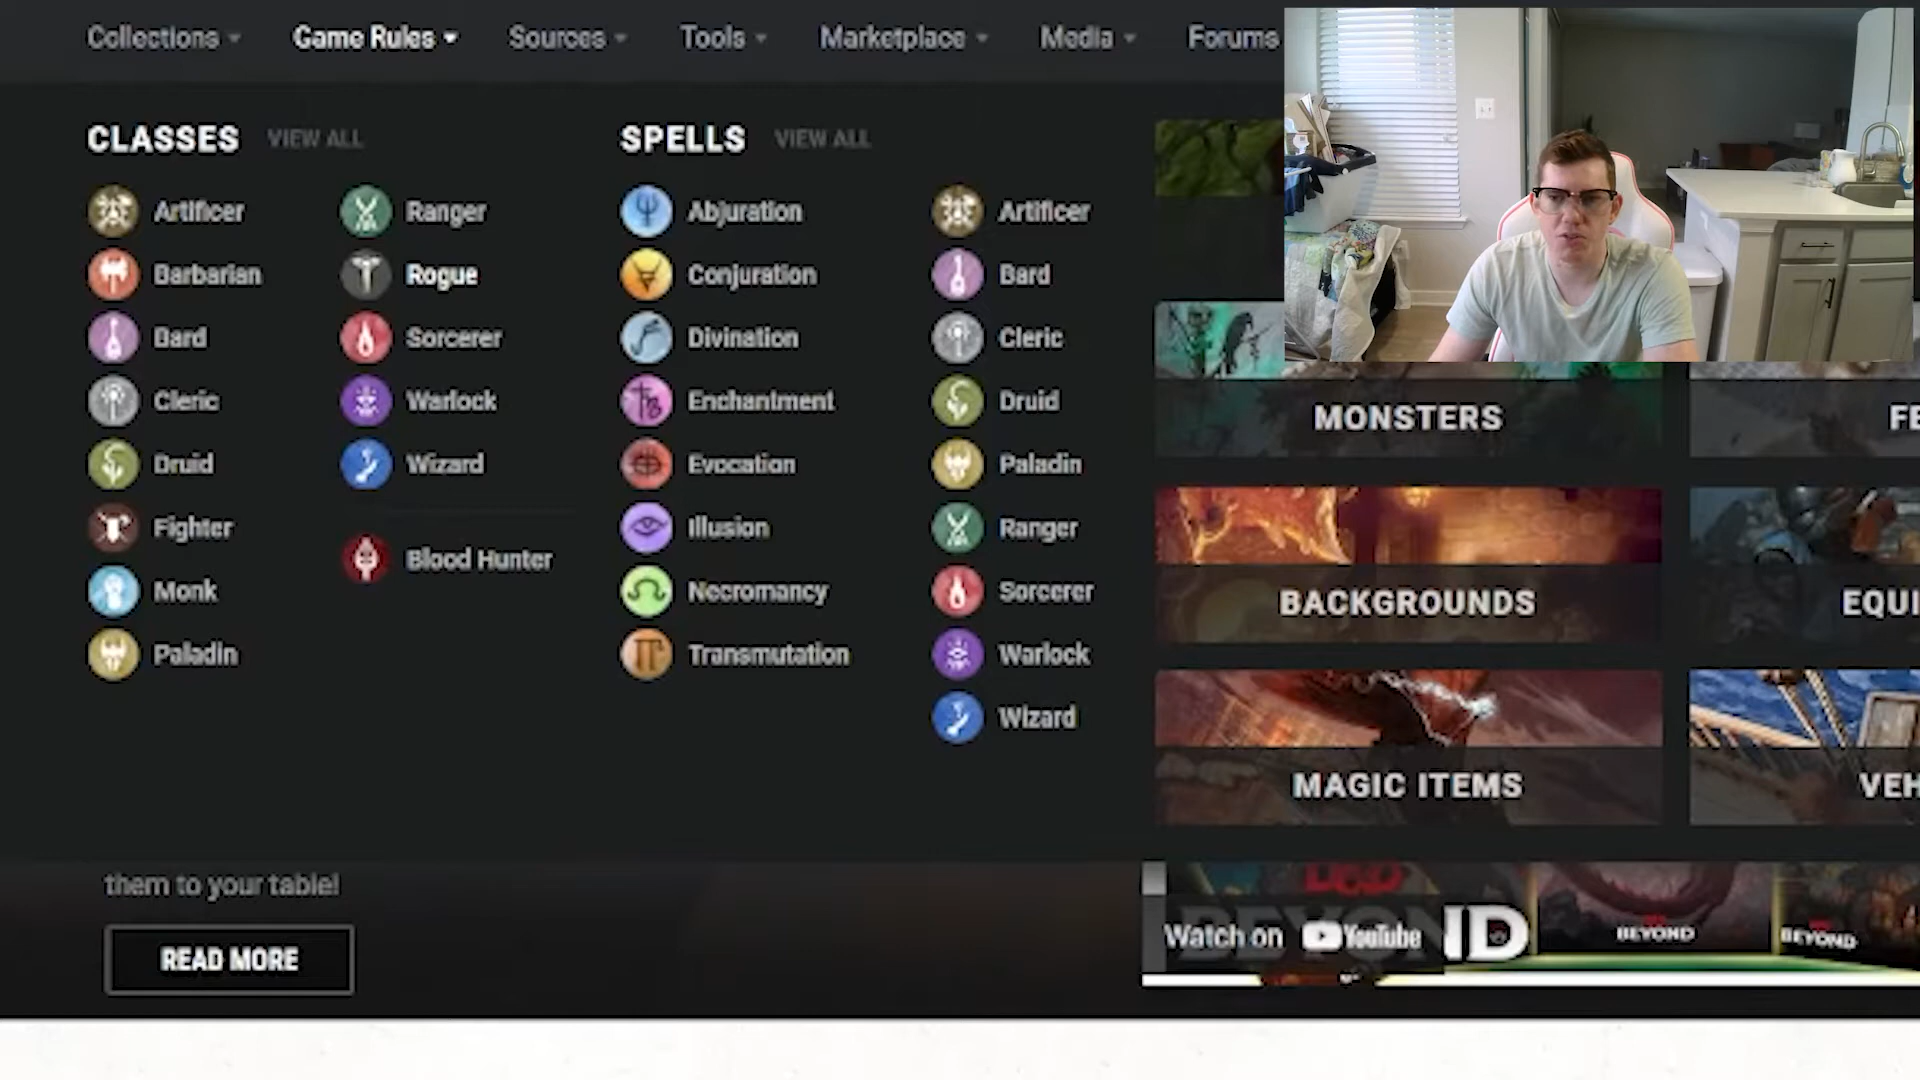 Collections Game Rules Sources Tools Marketplace Media Forums
CLASSES VIEW ALL
Artificer
Barbarian
Bard
Cleric
Druid
Fighter
Monk
Paladin
Ranger
Rogue
Sorcerer
Warlock
Wizard
Blood Hunter
SPELLS VIEW ALL
Abjuration
Conjuration
Divination
Enchantment
Evocation
Illusion
Necromancy
Transmutation
Artificer
Bard
Cleric
Druid
Paladin
Ranger
Sorcerer
Warlock
Wizard
MONSTERS
FE
BACKGROUNDS
EQUI
MAGIC ITEMS
VEH
them to your table!
READ MORE
D&D
BEYOND
Watch on YouTube
BEYOND
BEYOND